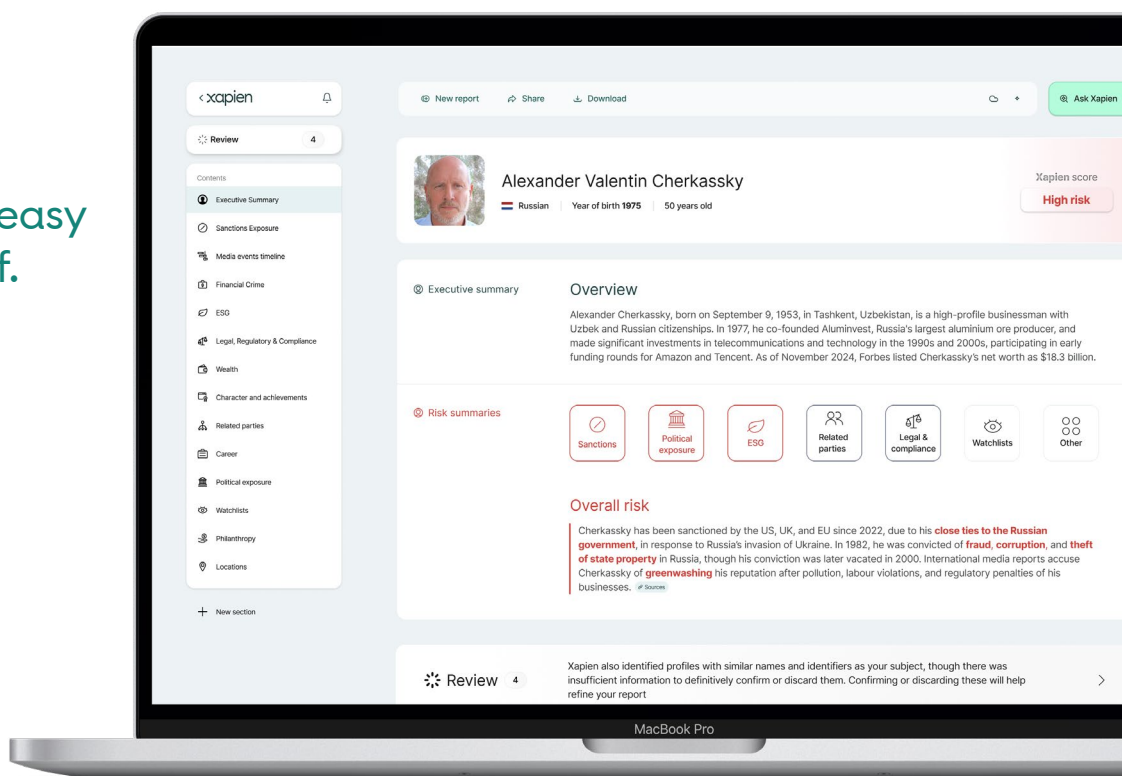 easy
f.
xapien
Review 4
Contents
Executive Summary
Sanctions Exposure
Media events timeline
Financial Crime
ESG
Legal, Regulatory & Compliance
Wealth
Character and achievements
Related parties
Career
Political exposure
Watchlists
Philanthropy
Locations
New section
New report Share Download
Ask Xapien
Alexander Valentin Cherkassky
Russian Year of birth 1975 50 years old
Xapien score
High risk
Executive summary
Overview
Alexander Cherkassky, born on September 9, 1953, in Tashkent, Uzbekistan, is a high-profile businessman with
Uzbek and Russian citizenships. In 1977, he co-founded Aluminvest, Russia's largest aluminium ore producer, and
made significant investments in telecommunications and technology in the 1990s and 2000s, participating in early
funding rounds for Amazon and Tencent. As of November 2024, Forbes listed Cherkassky's net worth as $18.3 billion.
Risk summaries
Sanctions
Political
exposure
ESG
Related
parties
Legal &
compliance
Watchlists
Other
Overall risk
Cherkassky has been sanctioned by the US, UK, and EU since 2022, due to his close ties to the Russian
government, in response to Russia's invasion of Ukraine. In 1982, he was convicted of fraud, corruption, and theft
of state property in Russia, though his conviction was later vacated in 2000. International media reports accuse
Cherkassky of greenwashing his reputation after pollution, labour violations, and regulatory penalties of his
businesses. Sources
Review 4
Xapien also identified profiles with similar names and identifiers as your subject, though there was
insufficient information to definitively confirm or discard them. Confirming or discarding these will help
refine your report
MacBook Pro